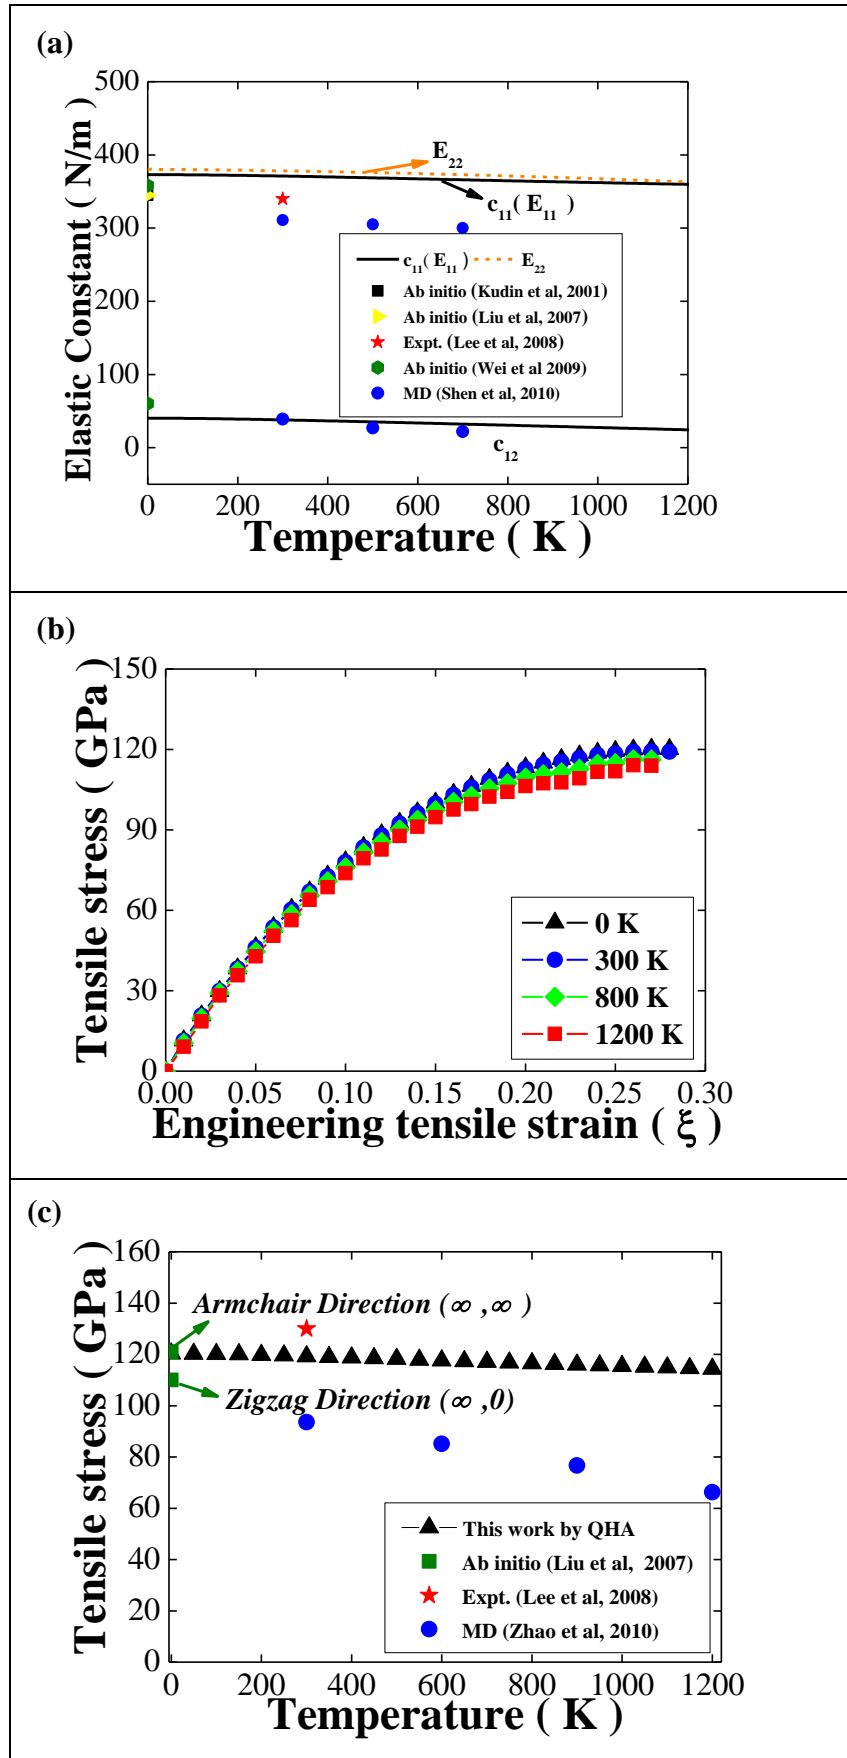 (a)
500
400
300
200
100
0
Elastic Constant ( N/m )
E22
c11( E11 )
c11( E11 ) E22
Ab initio (Kudin et al, 2001)
Ab initio (Liu et al, 2007)
Expt. (Lee et al, 2008)
Ab initio (Wei et al 2009)
MD (Shen et al, 2010)
c12
0 200 400 600 800 1000 1200
Temperature ( K )
(b)
150
120
90
60
30
0
Tensile stress ( GPa )
0 K
300 K
800 K
1200 K
0.00 0.05 0.10 0.15 0.20 0.25 0.30
Engineering tensile strain ( ξ )
(c)
160
140
120
100
80
60
40
20
0
Tensile stress ( GPa )
Armchair Direction (∞ ,∞ )
Zigzag Direction (∞ ,0)
This work by QHA
Ab initio (Liu et al, 2007)
Expt. (Lee et al, 2008)
MD (Zhao et al, 2010)
0 200 400 600 800 1000 1200
Temperature ( K )